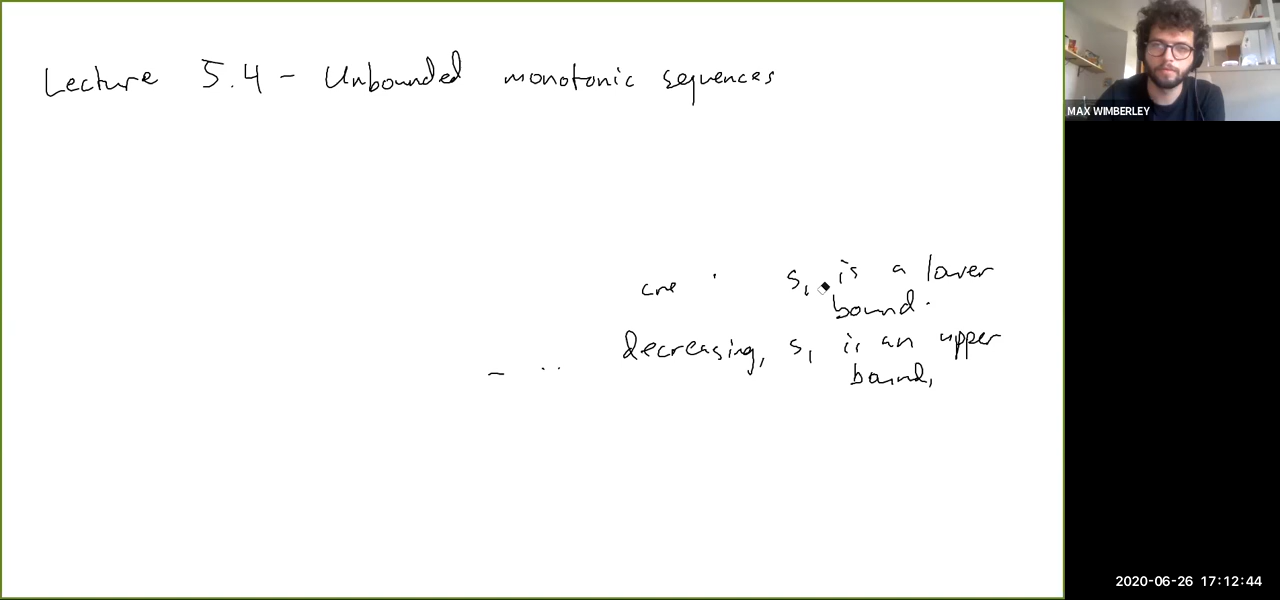 Lecture 5.4 - Unbounded monotonic sequences
MAX WIMBERLEY
cre s₁ is a lower
bound.
decreasing, s₁ is an upper
bound,
2020-06-26 17:12:44